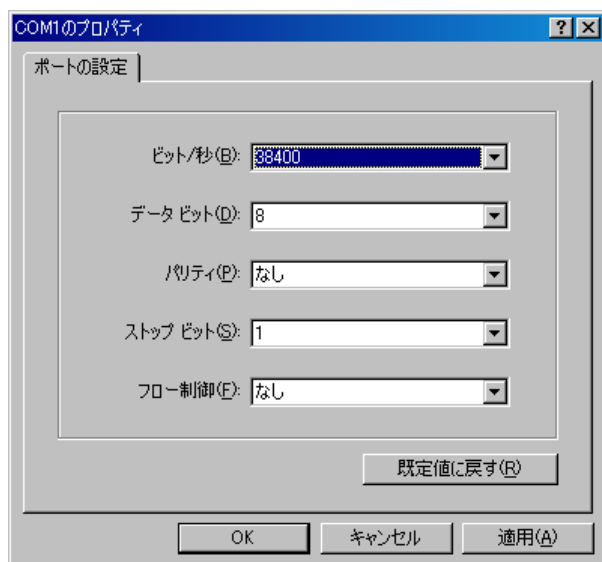 COM1のプロパティ
ポートの設定
ビット/秒(B): 38400
データ ビット(D): 8
パリティ(P): なし
ストップ ビット(S): 1
フロー制御(F): なし
既定値に戻す(R)
OK キャンセル 適用(A)